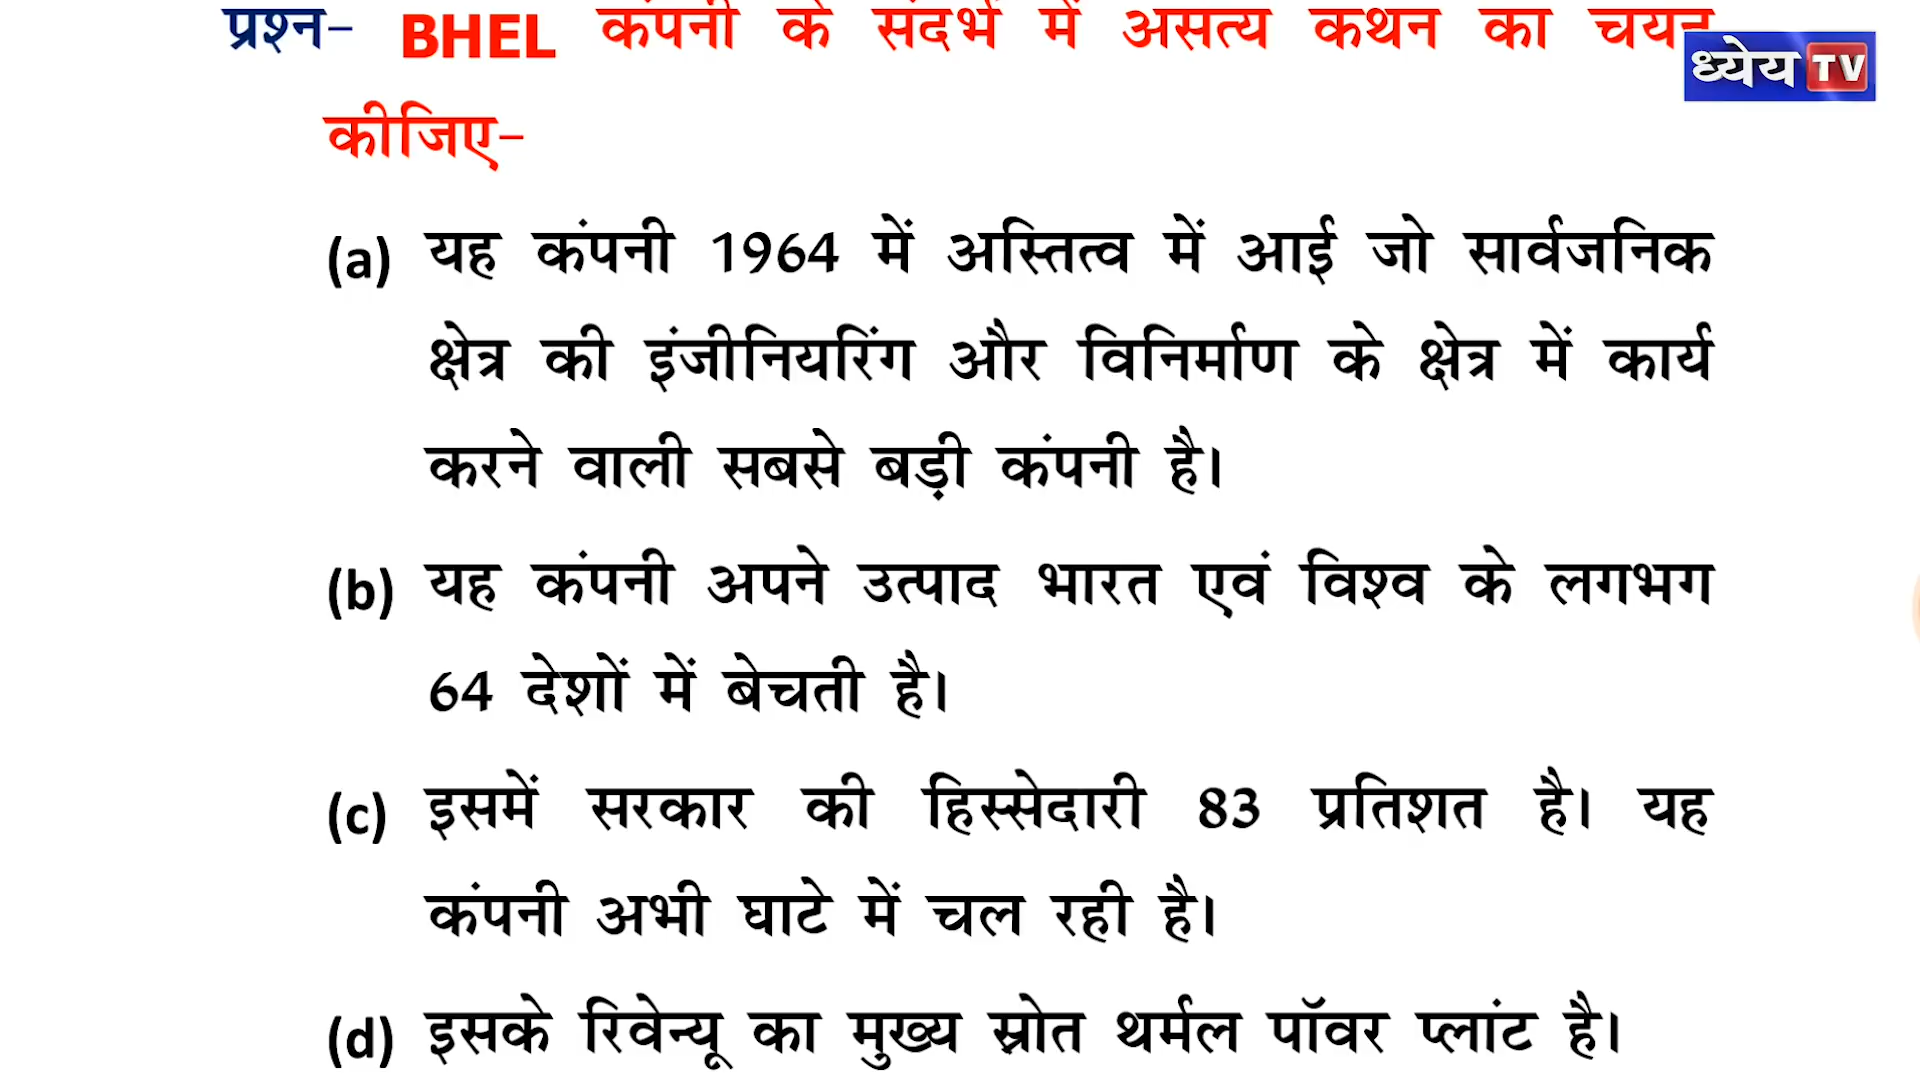 प्रश्न- BHEL कंपनी के संदर्भ में असत्य कथन का चयन
ध्येय TV
कीजिए-
(a) यह कंपनी 1964 में अस्तित्व में आई जो सार्वजनिक
क्षेत्र की इंजीनियरिंग और विनिर्माण के क्षेत्र में कार्य
करने वाली सबसे बड़ी कंपनी है।
(b) यह कंपनी अपने उत्पाद भारत एवं विश्व के लगभग
64 देशों में बेचती है।
(c) इसमें सरकार की हिस्सेदारी 83 प्रतिशत है। यह
कंपनी अभी घाटे में चल रही है।
(d) इसके रिवेन्यू का मुख्य स्रोत थर्मल पॉवर प्लांट है।